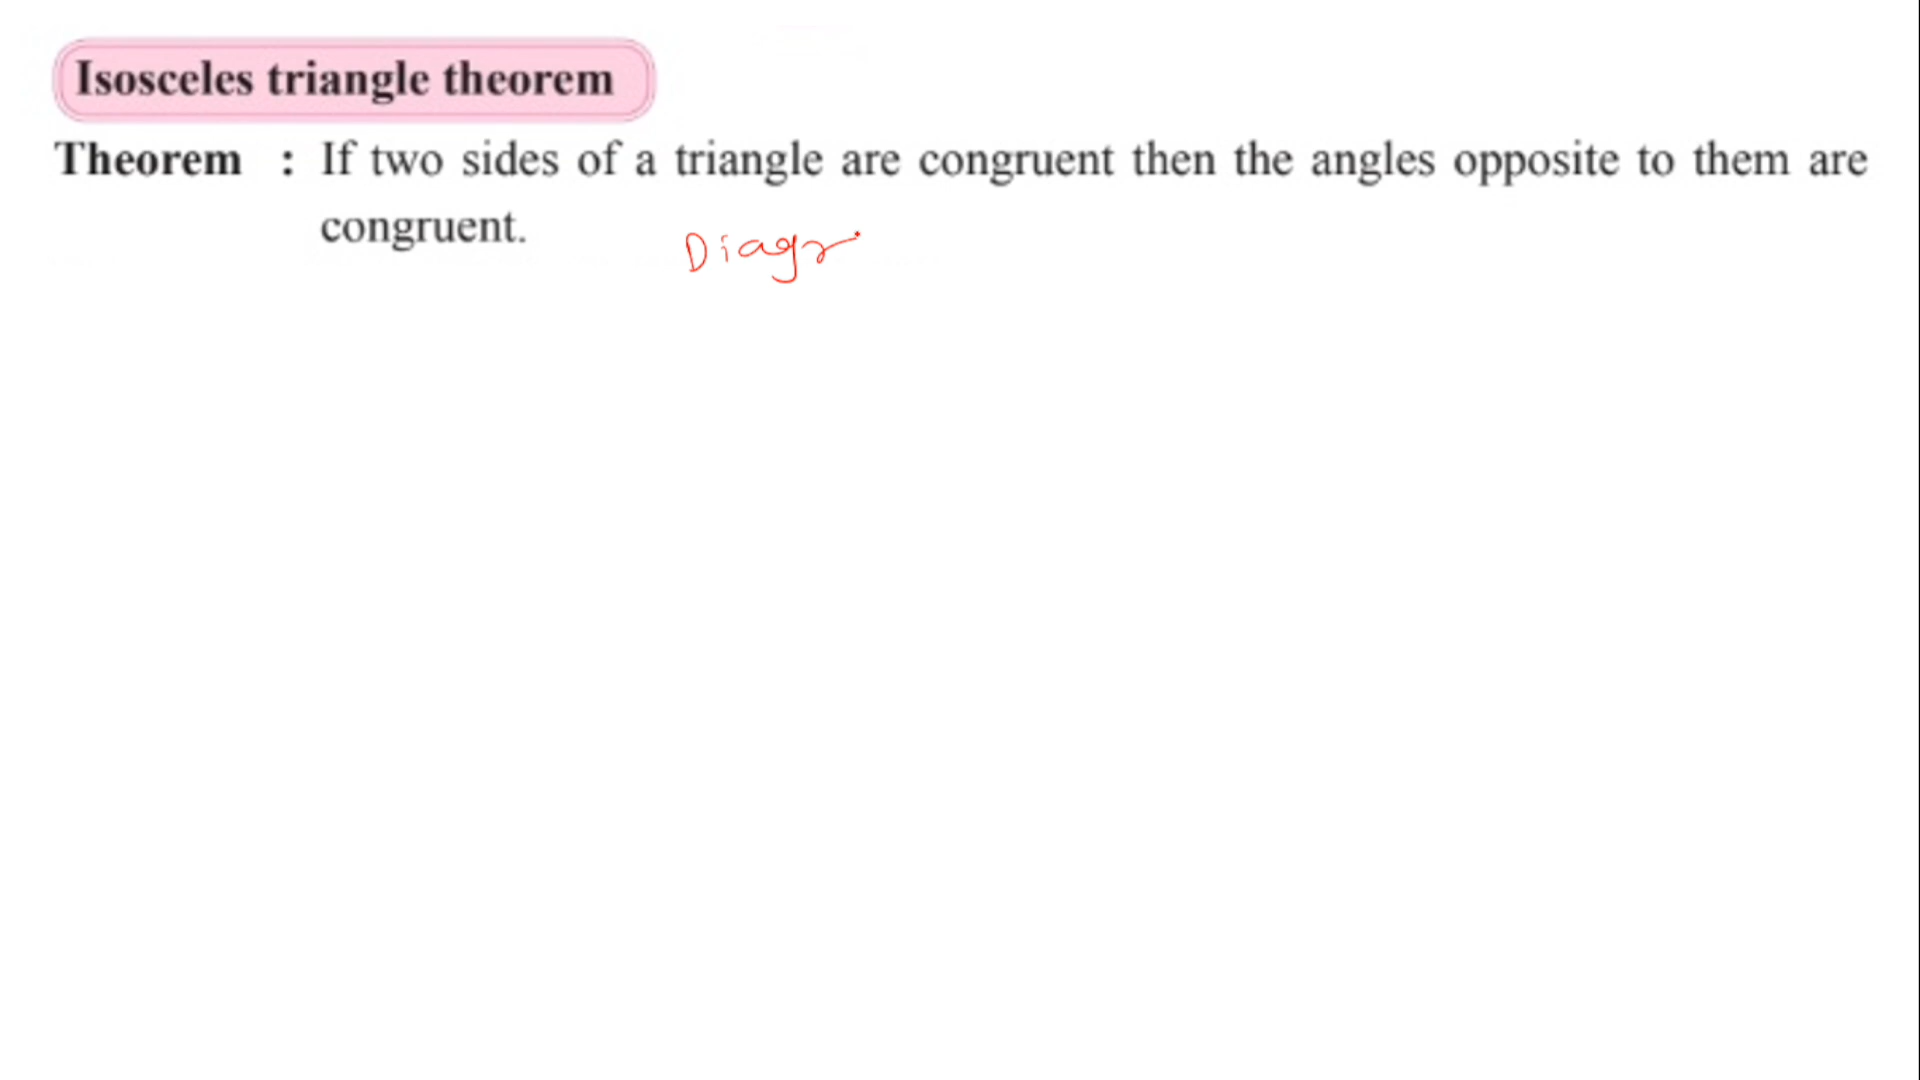 Isosceles triangle theorem
Theorem : If two sides of a triangle are congruent then the angles opposite to them are
congruent.
Diagr